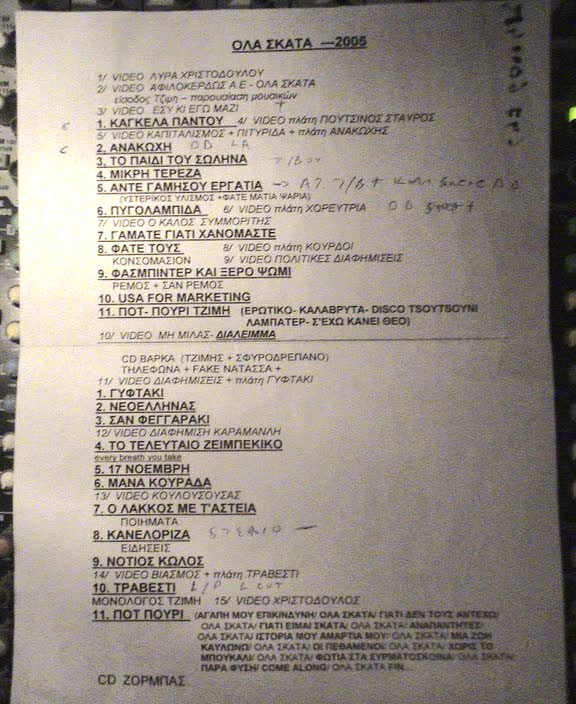 ΟΛΑ ΣΚΑΤΑ ---2005
1/ VIDEO ΛΥΡΑ ΧΡΙΣΤΟΔΟΥΛΟΥ
2/ VIDEO ΑΦΙΛΟΚΕΡΔΩΣ Α.Ε - ΟΛΑ ΣΚΑΤΑ
είσοδος Τζίμη – παρουσίαση μουσικών
3/ VIDEO ΕΣΥ ΚΙ ΕΓΩ ΜΑΖΙ
1. ΚΑΓΚΕΛΑ ΠΑΝΤΟΥ 4/ VIDEO πλάτη ΠΟΥΤΣΙΝΟΣ ΣΤΑΥΡΟΣ
5/ VIDEO ΚΑΠΙΤΑΛΙΣΜΟΣ + ΠΙΤΥΡΙΔΑ + πλάτη ΑΝΑΚΩΧΗΣ
2. ΑΝΑΚΩΧΗ
3. ΤΟ ΠΑΙΔΙ ΤΟΥ ΣΩΛΗΝΑ
4. ΜΙΚΡΗ ΤΕΡΕΖΑ
5. ΑΝΤΕ ΓΑΜΗΣΟΥ ΕΡΓΑΤΙΑ
(ΥΣΤΕΡΙΚΟΣ ΥΛΙΣΜΟΣ +ΦΑΤΕ ΜΑΤΙΑ ΨΑΡΙΑ)
6. ΠΥΓΟΛΑΜΠΙΔΑ 6/ VIDEO πλάτη ΧΟΡΕΥΤΡΙΑ
7/ VIDEO Ο ΚΑΛΟΣ ΣΥΜΜΟΡΙΤΗΣ
7. ΓΑΜΑΤΕ ΓΙΑΤΙ ΧΑΝΟΜΑΣΤΕ
8. ΦΑΤΕ ΤΟΥΣ 8/ VIDEO πλάτη ΚΟΥΡΔΟΙ
ΚΟΝΣΟΜΑΣΙΟΝ 9/ VIDEO ΠΟΛΙΤΙΚΕΣ ΔΙΑΦΗΜΙΣΕΙΣ
9. ΦΑΣΜΠΙΝΤΕΡ ΚΑΙ ΞΕΡΟ ΨΩΜΙ
ΡΕΜΟΣ + ΣΑΝ ΡΕΜΟΣ
10. USA FOR MARKETING
11. ΠΟΤ- ΠΟΥΡΙ ΤΖΙΜΗ (ΕΡΩΤΙΚΟ- ΚΑΛΑΒΡΥΤΑ- DISCO TSOYTSOYNI
ΛΑΜΠΑΤΕΡ- Σ'ΕΧΩ ΚΑΝΕΙ ΘΕΟ)
10/ VIDEO ΜΗ ΜΙΛΑΣ- ΔΙΑΛΕΙΜΜΑ
CD ΒΑΡΚΑ (ΤΖΙΜΗΣ + ΣΦΥΡΟΔΡΕΠΑΝΟ)
ΤΗΛΕΦΩΝΑ + FAKE ΝΑΤΑΣΣΑ +
11/ VIDEO ΔΙΑΦΗΜΙΣΕΙΣ + πλάτη ΓΥΦΤΑΚΙ
1. ΓΥΦΤΑΚΙ
2. ΝΕΟΕΛΛΗΝΑΣ
3. ΣΑΝ ΦΕΓΓΑΡΑΚΙ
12/ VIDEO ΔΙΑΦΗΜΙΣΗ ΚΑΡΑΜΑΝΛΗ
4. ΤΟ ΤΕΛΕΥΤΑΙΟ ΖΕΙΜΠΕΚΙΚΟ
every breath you take
5. 17 ΝΟΕΜΒΡΗ
6. ΜΑΝΑ ΚΟΥΡΑΔΑ
13/ VIDEO ΚΟΥΛΟΥΣΟΥΣΑΣ
7. Ο ΛΑΚΚΟΣ ΜΕ Τ'ΑΣΤΕΙΑ
ΠΟΙΗΜΑΤΑ
8. ΚΑΝΕΛΟΡΙΖΑ
ΕΙΔΗΣΕΙΣ
9. ΝΟΤΙΟΣ ΚΩΛΟΣ
14/ VIDEO ΒΙΑΣΜΟΣ + πλάτη ΤΡΑΒΕΣΤΙ
10. ΤΡΑΒΕΣΤΙ
ΜΟΝΟΛΟΓΟΣ ΤΖΙΜΗ 15/ VIDEO ΧΡΙΣΤΟΔΟΥΛΟΣ
11. ΠΟΤ ΠΟΥΡΙ (ΑΓΑΠΗ ΜΟΥ ΕΠΙΚΙΝΔΥΝΗ/ ΟΛΑ ΣΚΑΤΑ/ ΓΙΑΤΙ ΔΕΝ ΤΟΥΣ ΑΝΤΕΧΩ/
ΟΛΑ ΣΚΑΤΑ/ ΓΙΑΤΙ ΕΙΜΑΙ ΣΚΑΤΑ/ ΟΛΑ ΣΚΑΤΑ/ ΑΝΑΠΑΝΤΗΤΕΣ/
ΟΛΑ ΣΚΑΤΑ/ ΙΣΤΟΡΙΑ ΜΟΥ ΑΜΑΡΤΙΑ ΜΟΥ/ ΟΛΑ ΣΚΑΤΑ/ ΜΙΑ ΖΩΗ
ΚΑΥΛΩΝΩ/ ΟΛΑ ΣΚΑΤΑ/ ΟΙ ΠΕΘΑΜΕΝΟΙ/ ΟΛΑ ΣΚΑΤΑ/ ΧΩΡΙΣ ΤΟ
ΜΠΟΥΚΑΛΙ/ ΟΛΑ ΣΚΑΤΑ/ ΦΩΤΙΑ ΣΤΑ ΣΥΡΜΑΤΟΣΚΟΙΝΑ/ ΟΛΑ ΣΚΑΤΑ/
ΠΑΡΑ ΦΥΣΗ/ COME ALONG/ ΟΛΑ ΣΚΑΤΑ FIN...
CD ΖΟΡΜΠΑΣ